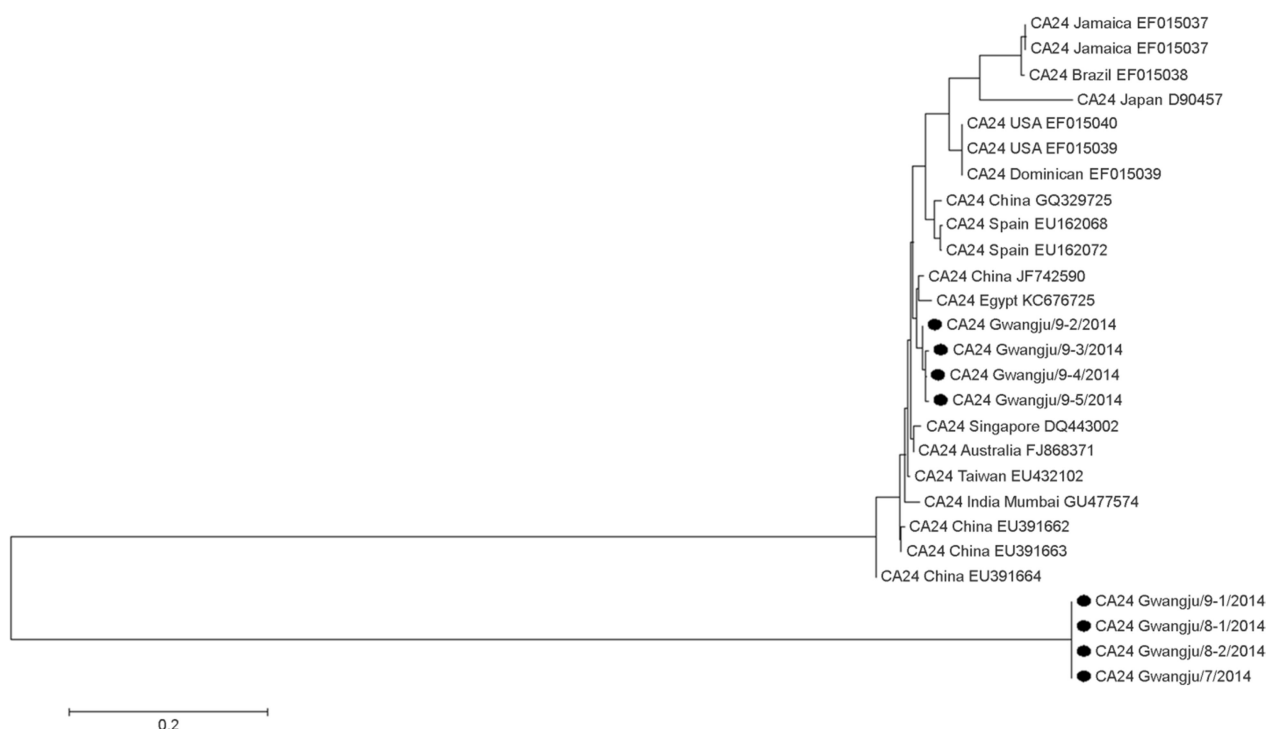 CA24 Jamaica EF015037
CA24 Jamaica EF015037
CA24 Brazil EF015038
CA24 Japan D90457
CA24 USA EF015040
CA24 USA EF015039
CA24 Dominican EF015039
CA24 China GQ329725
CA24 Spain EU162068
CA24 Spain EU162072
CA24 China JF742590
CA24 Egypt KC676725
CA24 Gwangju/9-2/2014
CA24 Gwangju/9-3/2014
CA24 Gwangju/9-4/2014
CA24 Gwangju/9-5/2014
CA24 Singapore DQ443002
CA24 Australia FJ868371
CA24 Taiwan EU432102
CA24 India Mumbai GU477574
CA24 China EU391662
CA24 China EU391663
CA24 China EU391664
CA24 Gwangju/9-1/2014
CA24 Gwangju/8-1/2014
CA24 Gwangju/8-2/2014
CA24 Gwangju/7/2014
0.2